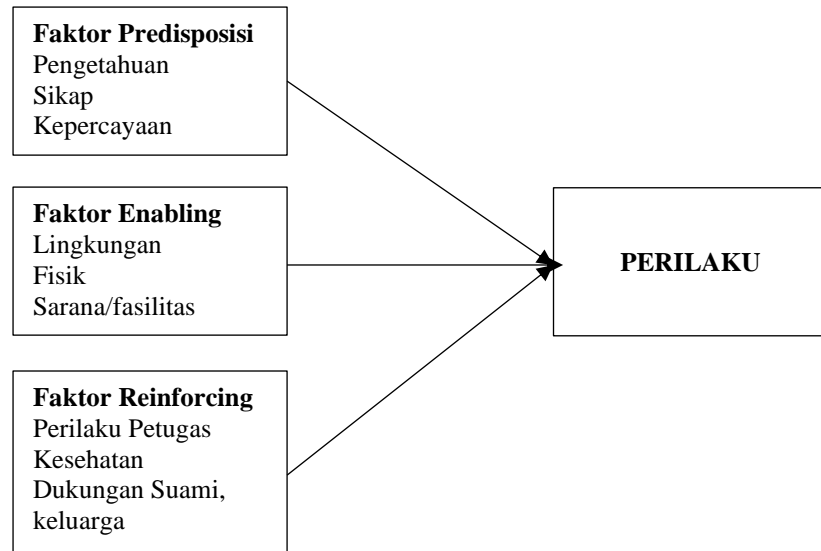 Faktor Predisposisi
Pengetahuan
Sikap
Kepercayaan
Faktor Enabling
Lingkungan
Fisik
Sarana/fasilitas
PERILAKU
Faktor Reinforcing
Perilaku Petugas
Kesehatan
Dukungan Suami,
keluarga